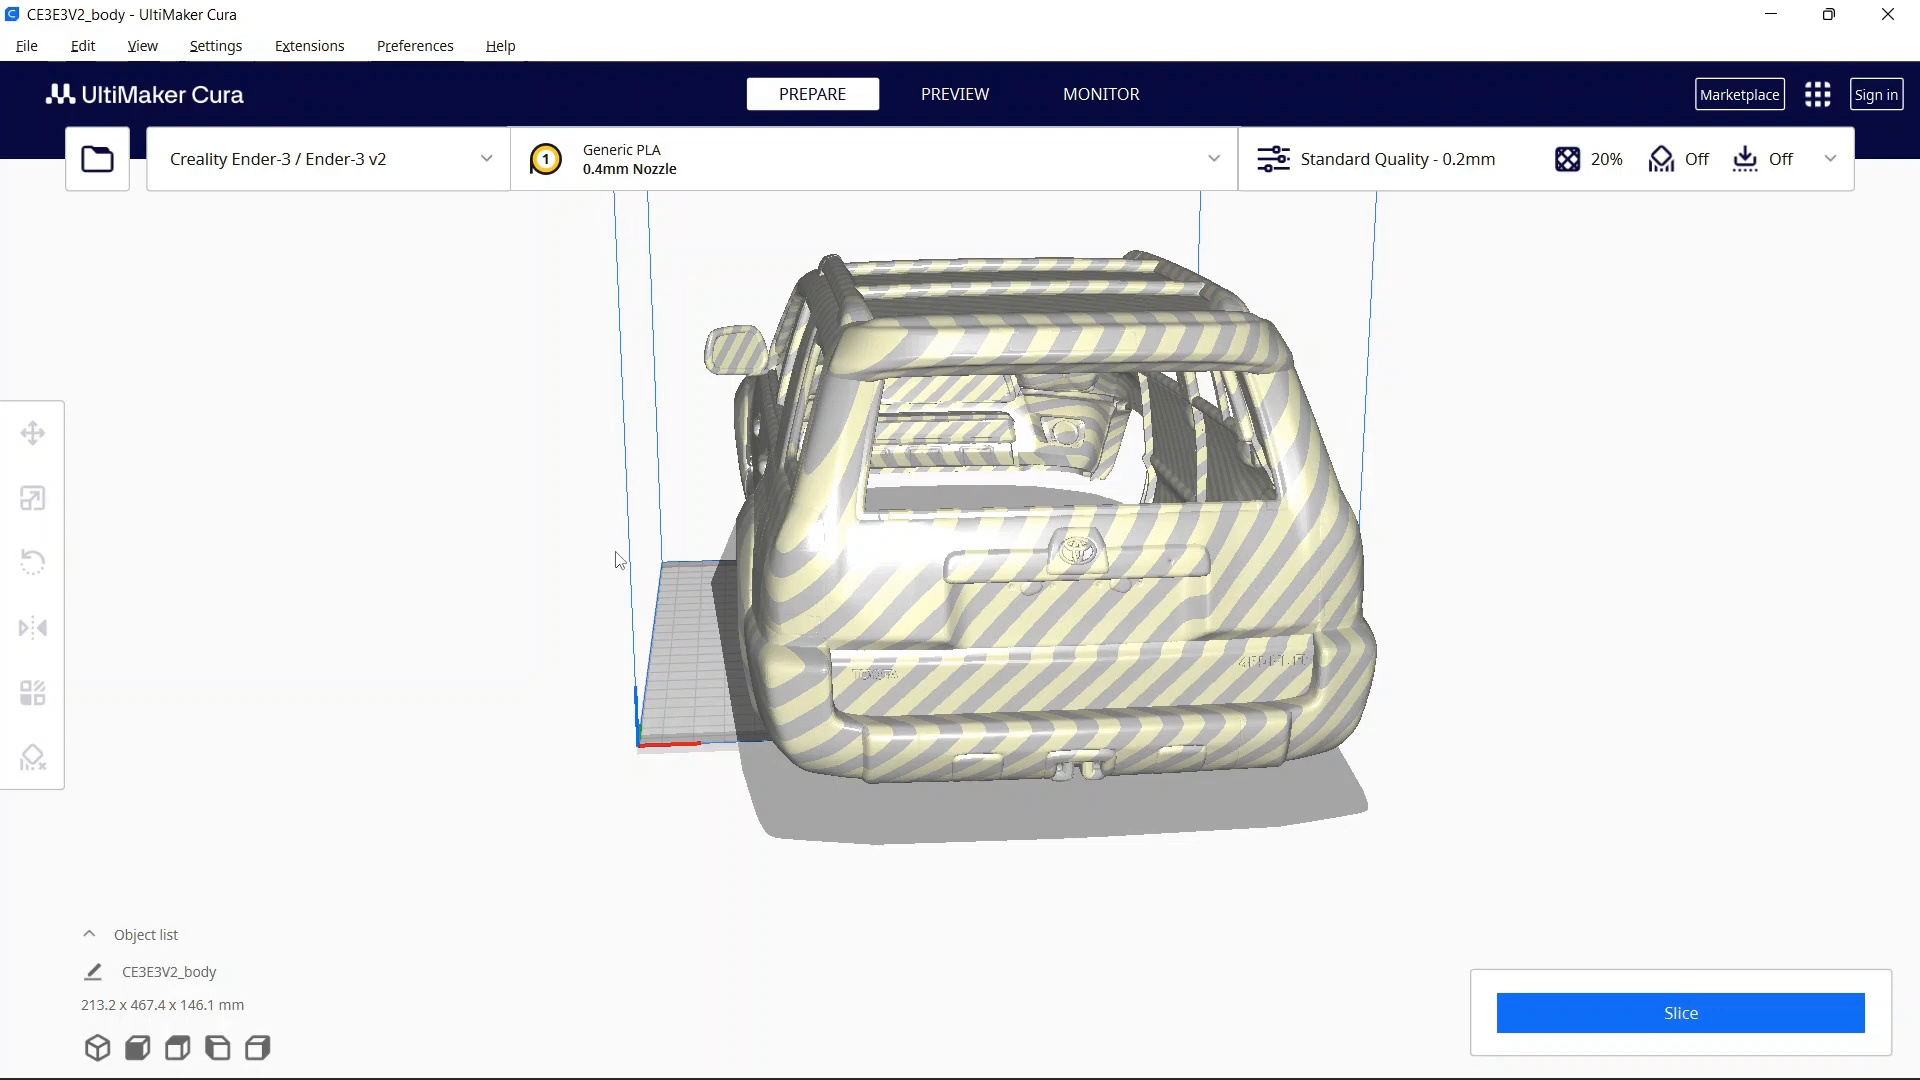 CE3E3V2_body - UltiMaker Cura
File Edit View Settings Extensions Preferences Help
UltiMaker Cura
PREPARE PREVIEW MONITOR
Marketplace
Sign in
Creality Ender-3 / Ender-3 v2
1
Generic PLA
0.4mm Nozzle
Standard Quality - 0.2mm
20%
Off
Off
TOYOTA
Object list
CE3E3V2_body
213.2 x 467.4 x 146.1 mm
Slice